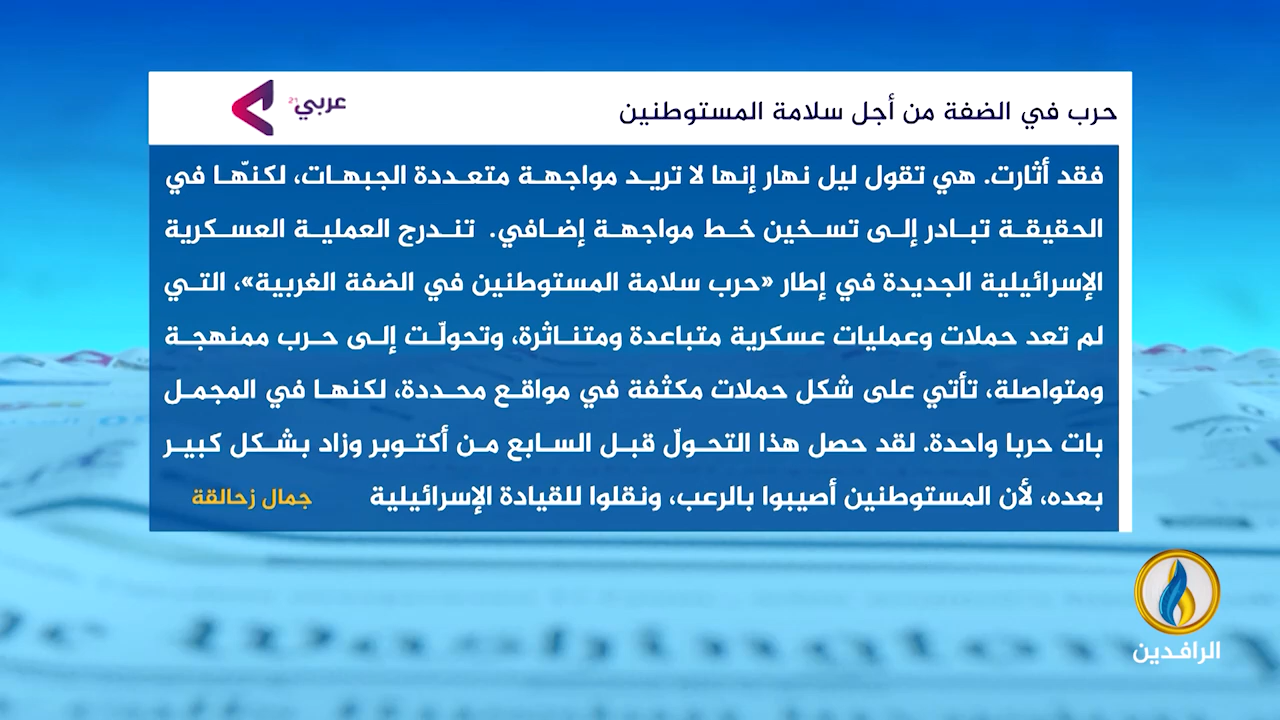 حرب في الضفة من أجل سلامة المستوطنين
عربي21
فقد أثارت. هي تقول ليل نهار إنها لا تريد مواجهة متعددة الجبهات، لكنّها في
الحقيقة تبادر إلى تسخين خط مواجهة إضافي. تندرج العملية العسكرية
الإسرائيلية الجديدة في إطار «حرب سلامة المستوطنين في الضفة الغربية»، التي
لم تعد حملات وعمليات عسكرية متباعدة ومتناثرة، وتحولّت إلى حرب ممنهجة
ومتواصلة، تأتي على شكل حملات مكثفة في مواقع محددة، لكنها في المجمل
بات حربا واحدة. لقد حصل هذا التحولّ قبل السابع من أكتوبر وزاد بشكل كبير
بعده، لأن المستوطنين أصيبوا بالرعب، ونقلوا للقيادة الإسرائيلية
جمال زحالقة
الرافدين